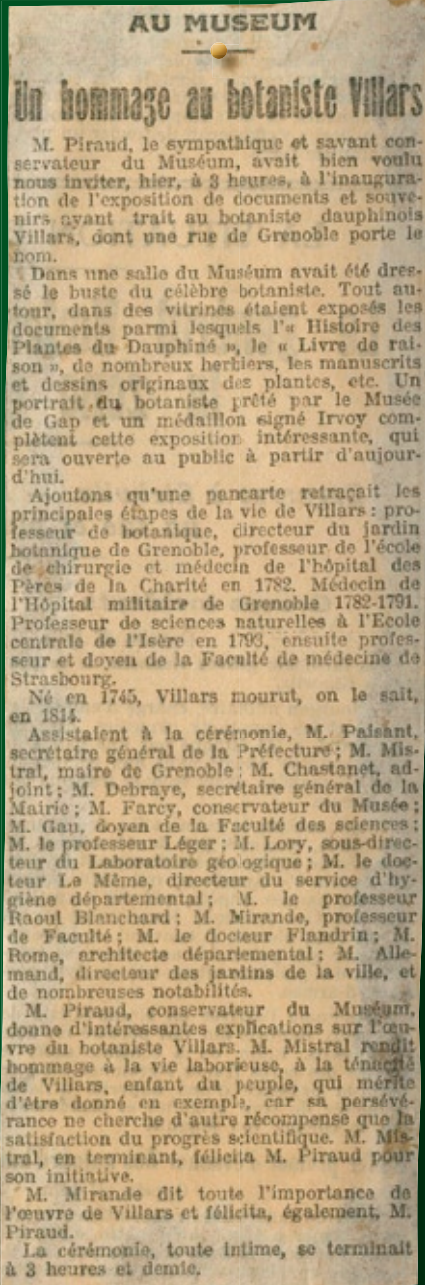 AU MUSEUM
Un hommage au botaniste Villars
M. Piraud, le sympathique et savant con-
servateur du Muséum, avait bien voulu
nous inviter, hier, à 3 heures, à l'inaugura-
tion de l'exposition de documents et souve-
nirs ayant trait au botaniste dauphinois
Villars, dont une rue de Grenoble porte le
nom.
Dans une salle du Muséum avait été dres-
sé le buste du célèbre botaniste. Tout au-
tour, dans des vitrines étaient exposés les
documents parmi lesquels l'« Histoire des
Plantes du Dauphiné », le « Livre de rai-
son », de nombreux herbiers, les manuscrits
et dessins originaux des plantes, etc. Un
portrait du botaniste prêté par le Musée
de Gap et un médaillon signé Irvoy com-
plètent cette exposition intéressante, qui
sera ouverte au public à partir d'aujour-
d'hui.
Ajoutons qu'une pancarte retraçait les
principales étapes de la vie de Villars : pro-
fesseur de botanique, directeur du jardin
botanique de Grenoble, professeur de l'école
de chirurgie et médecin de l'hôpital des
Pères de la Charité en 1782. Médecin de
l'Hôpital militaire de Grenoble 1782-1791.
Professeur de sciences naturelles à l'Ecole
centrale de l'Isère en 1793, ensuite profes-
seur et doyen de la Faculté de médecine de
Strasbourg.
Né en 1745, Villars mourut, on le sait,
en 1814.
Assistaient à la cérémonie, M. Paisant,
secrétaire général de la Préfecture ; M. Mis-
tral, maire de Grenoble ; M. Chastanet, ad-
joint ; M. Debraye, secrétaire général de la
Mairie ; M. Farcy, conservateur du Musée ;
M. Gau, doyen de la Faculté des sciences ;
M. le professeur Léger ; M. Lory, sous-direc-
teur du Laboratoire géologique ; M. le doc-
teur Le Même, directeur du service d'hy-
giène départemental ; M. le professeur
Raoul Blanchard ; M. Mirande, professeur
de Faculté ; M. le docteur Flandrin ; M.
Rome, architecte départemental ; M. Alle-
mand, directeur des jardins de la ville, et
de nombreuses notabilités.
M. Piraud, conservateur du Muséum,
donne d'intéressantes explications sur l'œu-
vre du botaniste Villars. M. Mistral rendit
hommage à la vie laborieuse, à la ténacité
de Villars, enfant du peuple, qui mérite
d'être donné en exemple, car sa persévé-
rance ne cherche d'autre récompense que la
satisfaction du progrès scientifique. M. Mis-
tral, en terminant, félicita M. Piraud pour
son initiative.
M. Mirande dit toute l'importance de
l'œuvre de Villars et félicita, également, M.
Piraud.
La cérémonie, toute intime, se terminait
à 3 heures et demie.